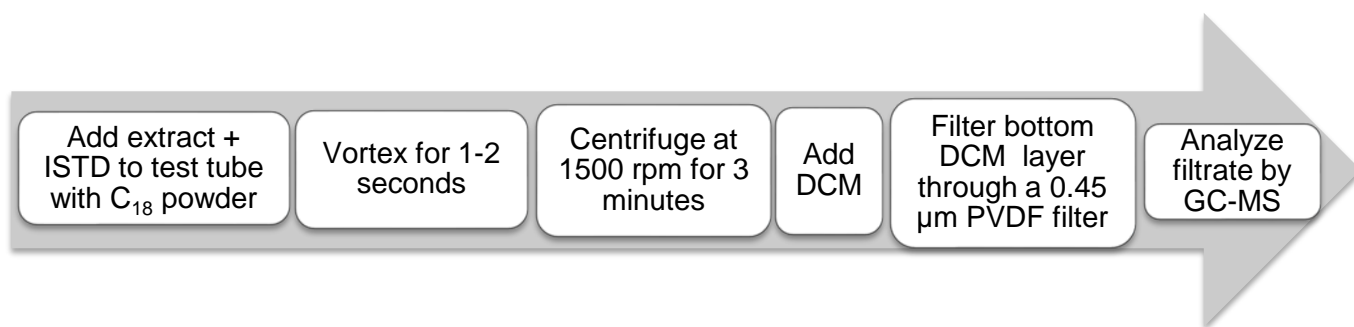 Add extract +
ISTD to test tube
with C₁₈ powder
Vortex for 1-2
seconds
Centrifuge at
1500 rpm for 3
minutes
Add
DCM
Filter bottom
DCM layer
through a 0.45
µm PVDF filter
Analyze
filtrate by
GC-MS